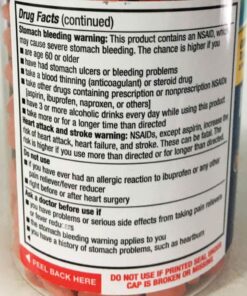 Drug Facts (continued)
Stomach bleeding warning: This product contains an NSAID, which
may cause severe stomach bleeding. The chance is higher if you
▪ are age 60 or older
▪ have had stomach ulcers or bleeding problems
▪ take a blood thinning (anticoagulant) or steroid drug
▪ take other drugs containing prescription or nonprescription NSAIDs
[aspirin, ibuprofen, naproxen, or others]
▪ have 3 or more alcoholic drinks every day while using this product
▪ take more or for a longer time than directed
Heart attack and stroke warning: NSAIDs, except aspirin, increase the
risk of heart attack, heart failure, and stroke. These can be fatal. The
risk is higher if you use more than directed or for longer than directed.
Do not use
▪ if you have ever had an allergic reaction to ibuprofen or any other
pain reliever/fever reducer
▪ right before or after heart surgery
Ask a doctor before use if
▪ you have problems or serious side effects from taking pain relievers
or fever reducers
▪ the stomach bleeding warning applies to you
▪ you have a history of stomach problems, such as heartburn
PEEL BACK HERE
DO NOT USE IF PRINTED SEAL UNDER
CAP IS BROKEN OR MISSING.